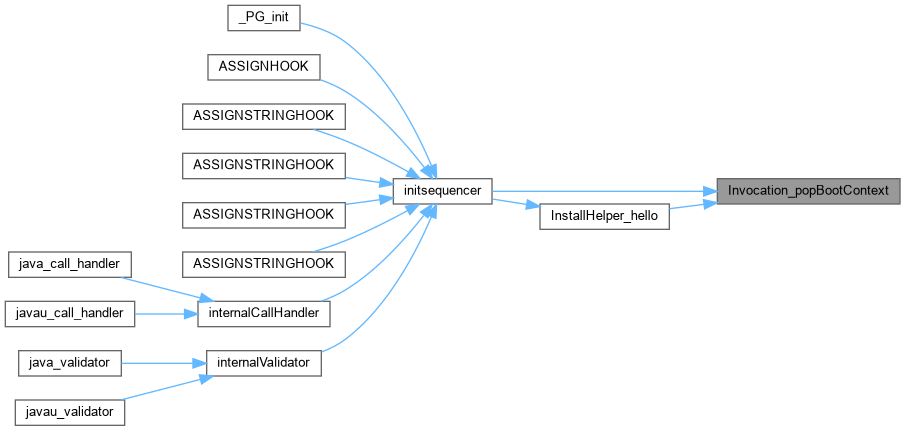 _PG_init
ASSIGNHOOK
ASSIGNSTRINGHOOK
ASSIGNSTRINGHOOK
initsequencer
Invocation_popBootContext
ASSIGNSTRINGHOOK
InstallHelper_hello
ASSIGNSTRINGHOOK
java_call_handler
javau_call_handler
internalCallHandler
java_validator
internalValidator
javau_validator